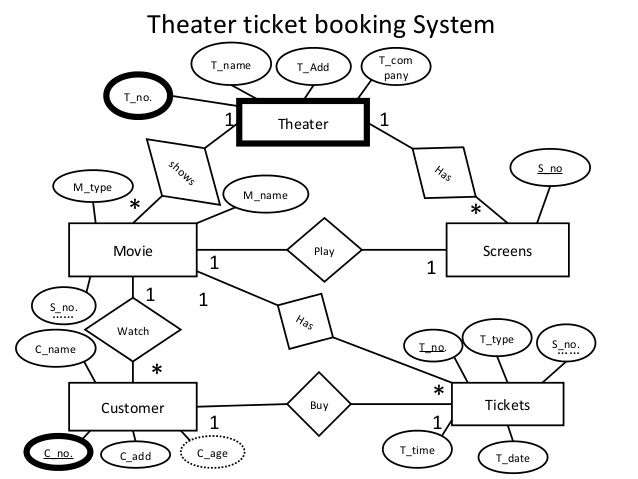 Theater ticket booking System
T_name
T_Add
T_com
pany
T_no.
Theater
1
1
shows
Has
S_no
M_type
M_name
*
*
Movie
Play
Screens
1
1
S_no.
1
1
Watch
Has
C_name
T_no.
T_type
S_no.
*
*
Customer
Buy
Tickets
1
1
C_no.
C_add
C_age
T_time
T_date